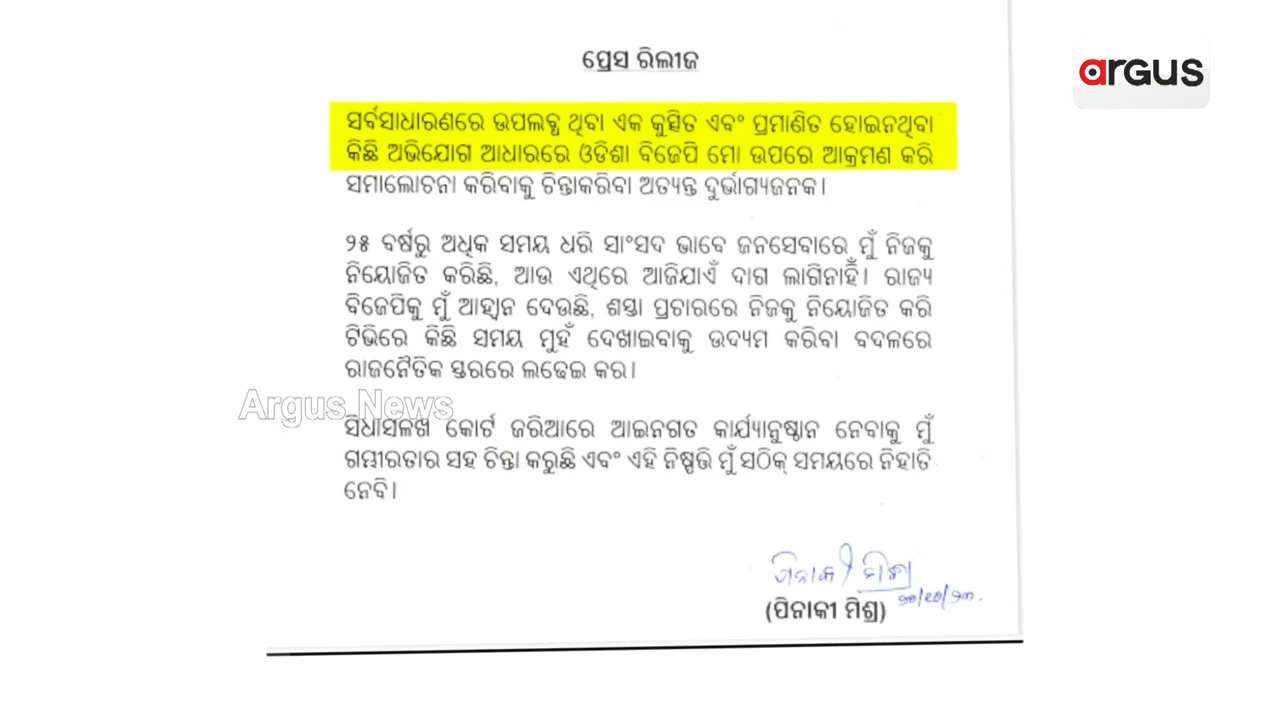 ପ୍ରେସ ରିଲୀଜ
argus
ସର୍ବସାଧାରଣରେ ଉପଲବ୍ଧ ଥିବା ଏକ କୁତ୍ସିତ ଏବଂ ପ୍ରମାଣିତ ହୋଇନଥିବା
କିଛି ଅଭିଯୋଗ ଆଧାରରେ ଓଡିଶା ବିଜେପି ମୋ ଉପରେ ଆକ୍ରମଣ କରି
ସମାଲୋଚନା କରିବାକୁ ଚିନ୍ତାକରିବା ଅତ୍ୟନ୍ତ ଦୁର୍ଭାଗ୍ୟଜନକ।
୨୫ ବର୍ଷରୁ ଅଧିକ ସମୟ ଧରି ସାଂସଦ ଭାବେ ଜନସେବାରେ ମୁଁ ନିଜକୁ
ନିୟୋଜିତ କରିଛି, ଆଉ ଏଥିରେ ଆଜିଯାଏଁ ଦାଗ ଲାଗିନାହିଁ। ରାଜ୍ୟ
ବିଜେପିକୁ ମୁଁ ଆହ୍ୱାନ ଦେଉଛି, ଶସ୍ତା ପ୍ରଚାରରେ ନିଜକୁ ନିୟୋଜିତ କରି
ଟିଭିରେ କିଛି ସମୟ ମୁହଁ ଦେଖାଇବାକୁ ଉଦ୍ୟମ କରିବା ବଦଳରେ
ରାଜନୈତିକ ସ୍ତରରେ ଲଢେଇ କର।
Argus News
ସିଧାସଳଖ କୋର୍ଟ ଜରିଆରେ ଆଇନଗତ କାର୍ଯ୍ୟାନୁଷ୍ଠାନ ନେବାକୁ ମୁଁ
ଗମ୍ଭୀରତାର ସହ ଚିନ୍ତା କରୁଛି ଏବଂ ଏହି ନିଷ୍ପତ୍ତି ମୁଁ ସଠିକ୍ ସମୟରେ ନିହାତି
ନେବି।
ପିନାକୀ ମିଶ୍ର
(ପିନାକୀ ମିଶ୍ର)